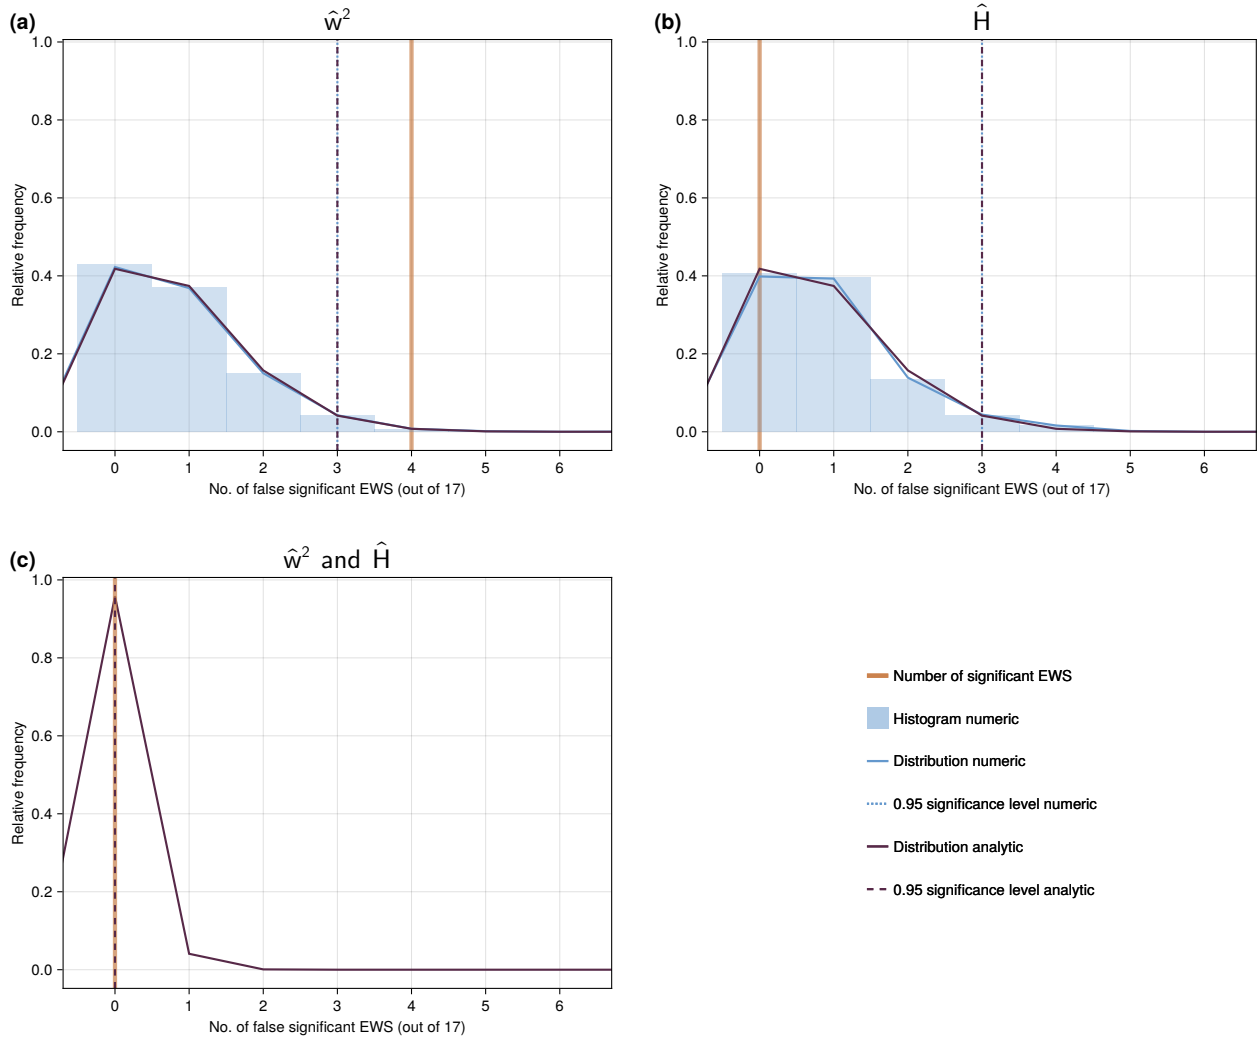 (a)
ŵ²
1.0
0.8
0.6
0.4
0.2
0.0
Relative frequency
0 1 2 3 4 5 6
No. of false significant EWS (out of 17)
(b)
Ĥ
1.0
0.8
0.6
0.4
0.2
0.0
Relative frequency
0 1 2 3 4 5 6
No. of false significant EWS (out of 17)
(c)
ŵ² and Ĥ
1.0
0.8
0.6
0.4
0.2
0.0
Relative frequency
0 1 2 3 4 5 6
No. of false significant EWS (out of 17)
Number of significant EWS
Histogram numeric
Distribution numeric
0.95 significance level numeric
Distribution analytic
0.95 significance level analytic